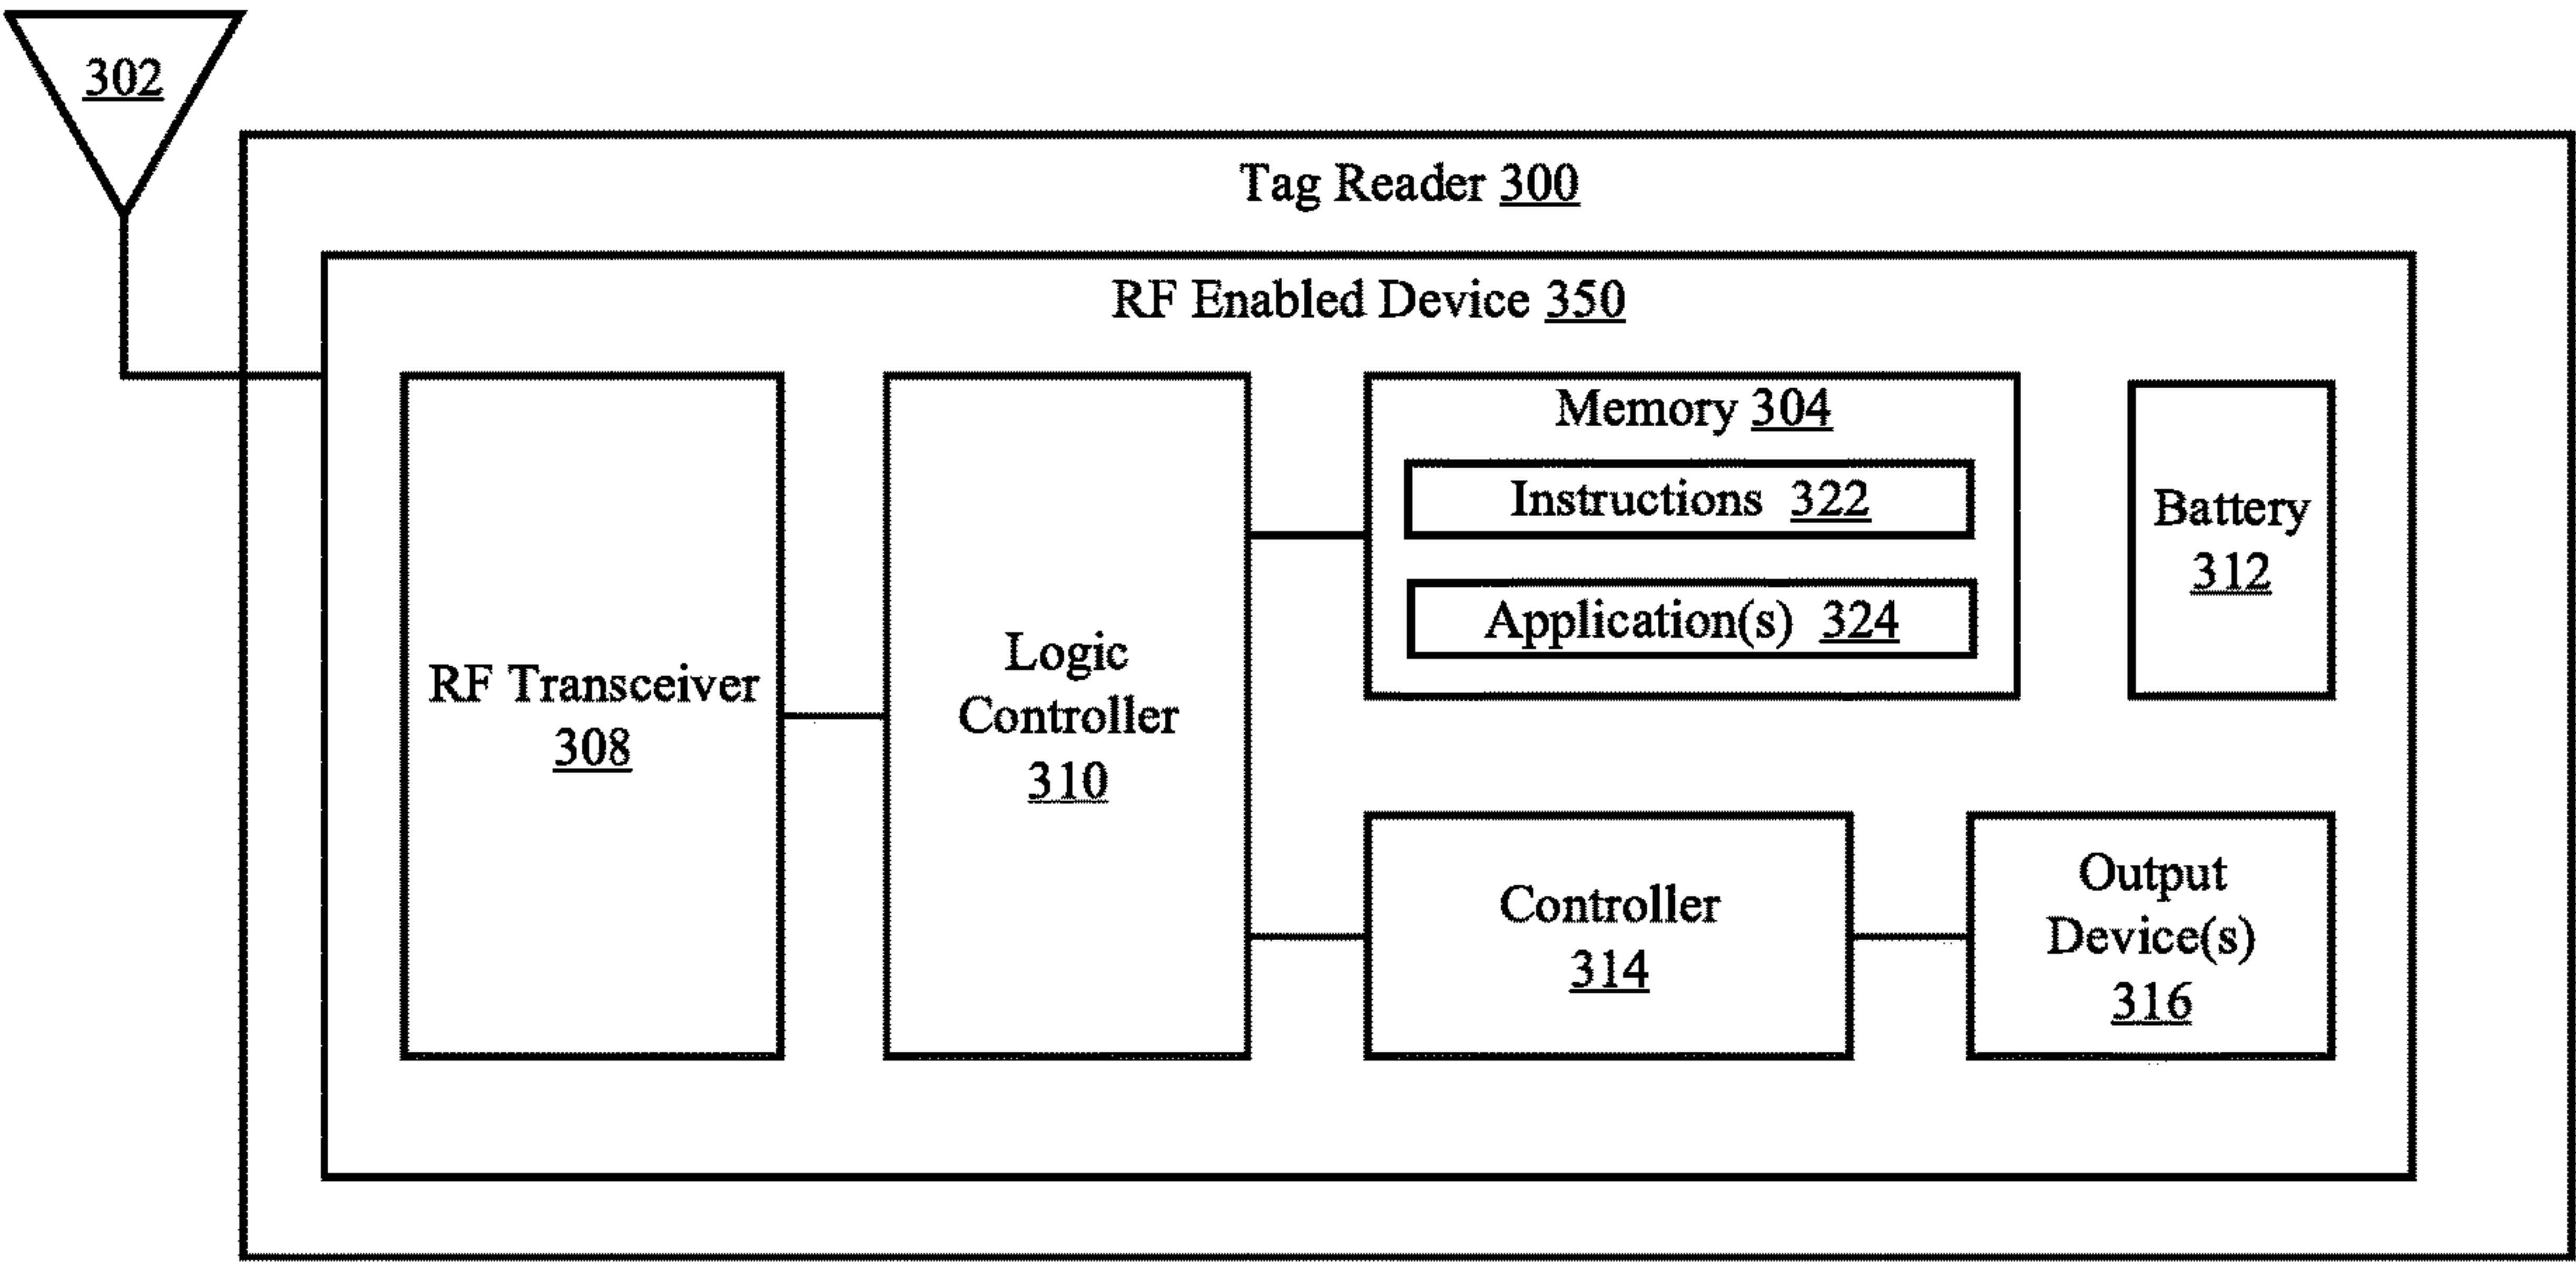 302
Tag Reader 300
RF Enabled Device 350
RF Transceiver
308
Logic
Controller
310
Memory 304
Instructions 322
Application(s) 324
Battery
312
Controller
314
Output
Device(s)
316